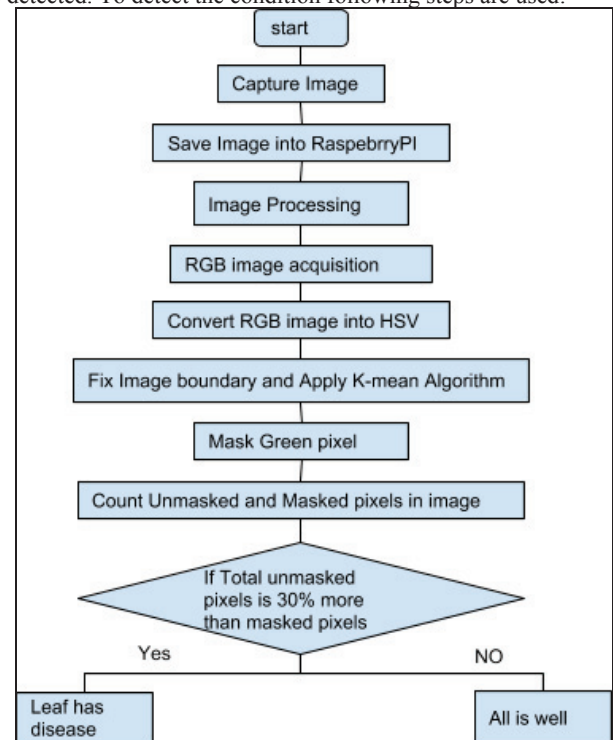 detected. To detect the condition following steps are used:
start
Capture Image
Save Image into RaspebrryPI
Image Processing
RGB image acquisition
Convert RGB image into HSV
Fix Image boundary and Apply K-mean Algorithm
Mask Green pixel
Count Unmasked and Masked pixels in image
If Total unmasked
pixels is 30% more
than masked pixels
Yes
NO
Leaf has
disease
All is well